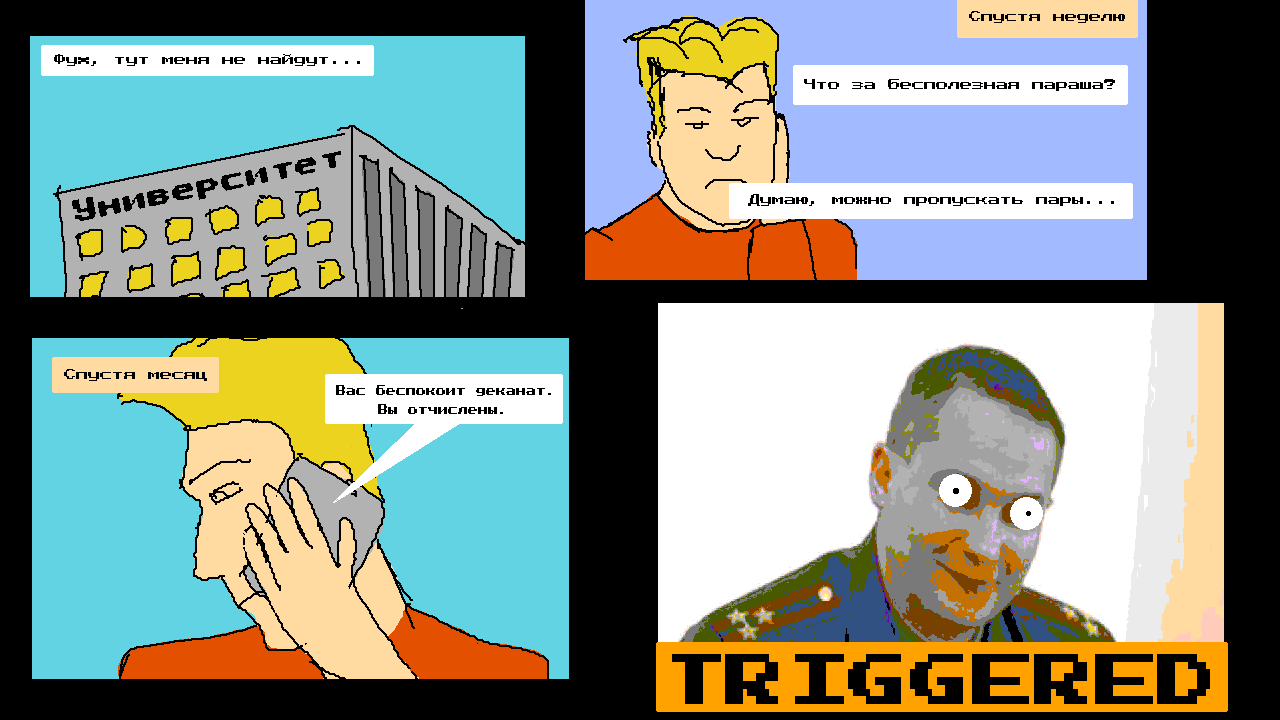 Фух, тут меня не найдут...
Университет
Спустя неделю
Что за бесполезная параша?
Думаю, можно пропускать пары...
Спустя месяц
Вас беспокоит деканат.
Вы отчислены.
TRIGGERED